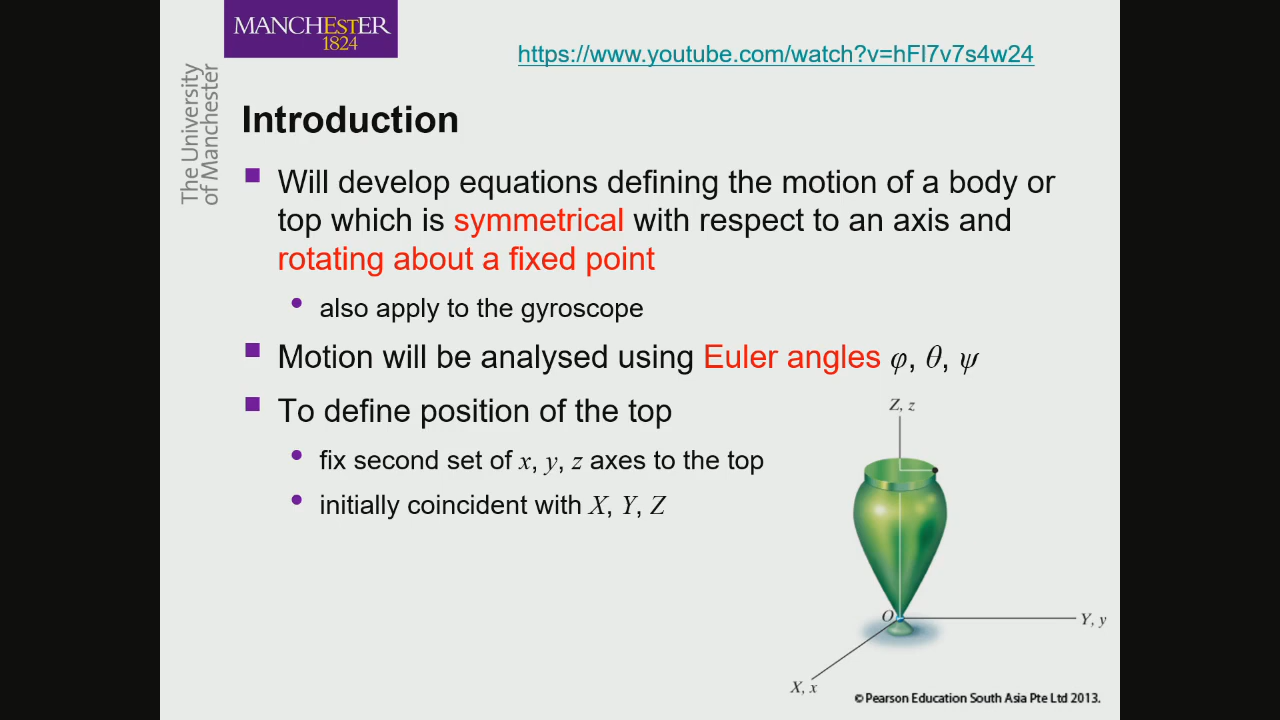 MANCHESTER
1824
The University
of Manchester
https://www.youtube.com/watch?v=hFl7v7s4w24
Introduction
Will develop equations defining the motion of a body or
top which is symmetrical with respect to an axis and
rotating about a fixed point
also apply to the gyroscope
Motion will be analysed using Euler angles φ, θ, ψ
To define position of the top
fix second set of x, y, z axes to the top
initially coincident with X, Y, Z
Z, z
O
Y, y
X, x
© Pearson Education South Asia Pte Ltd 2013.